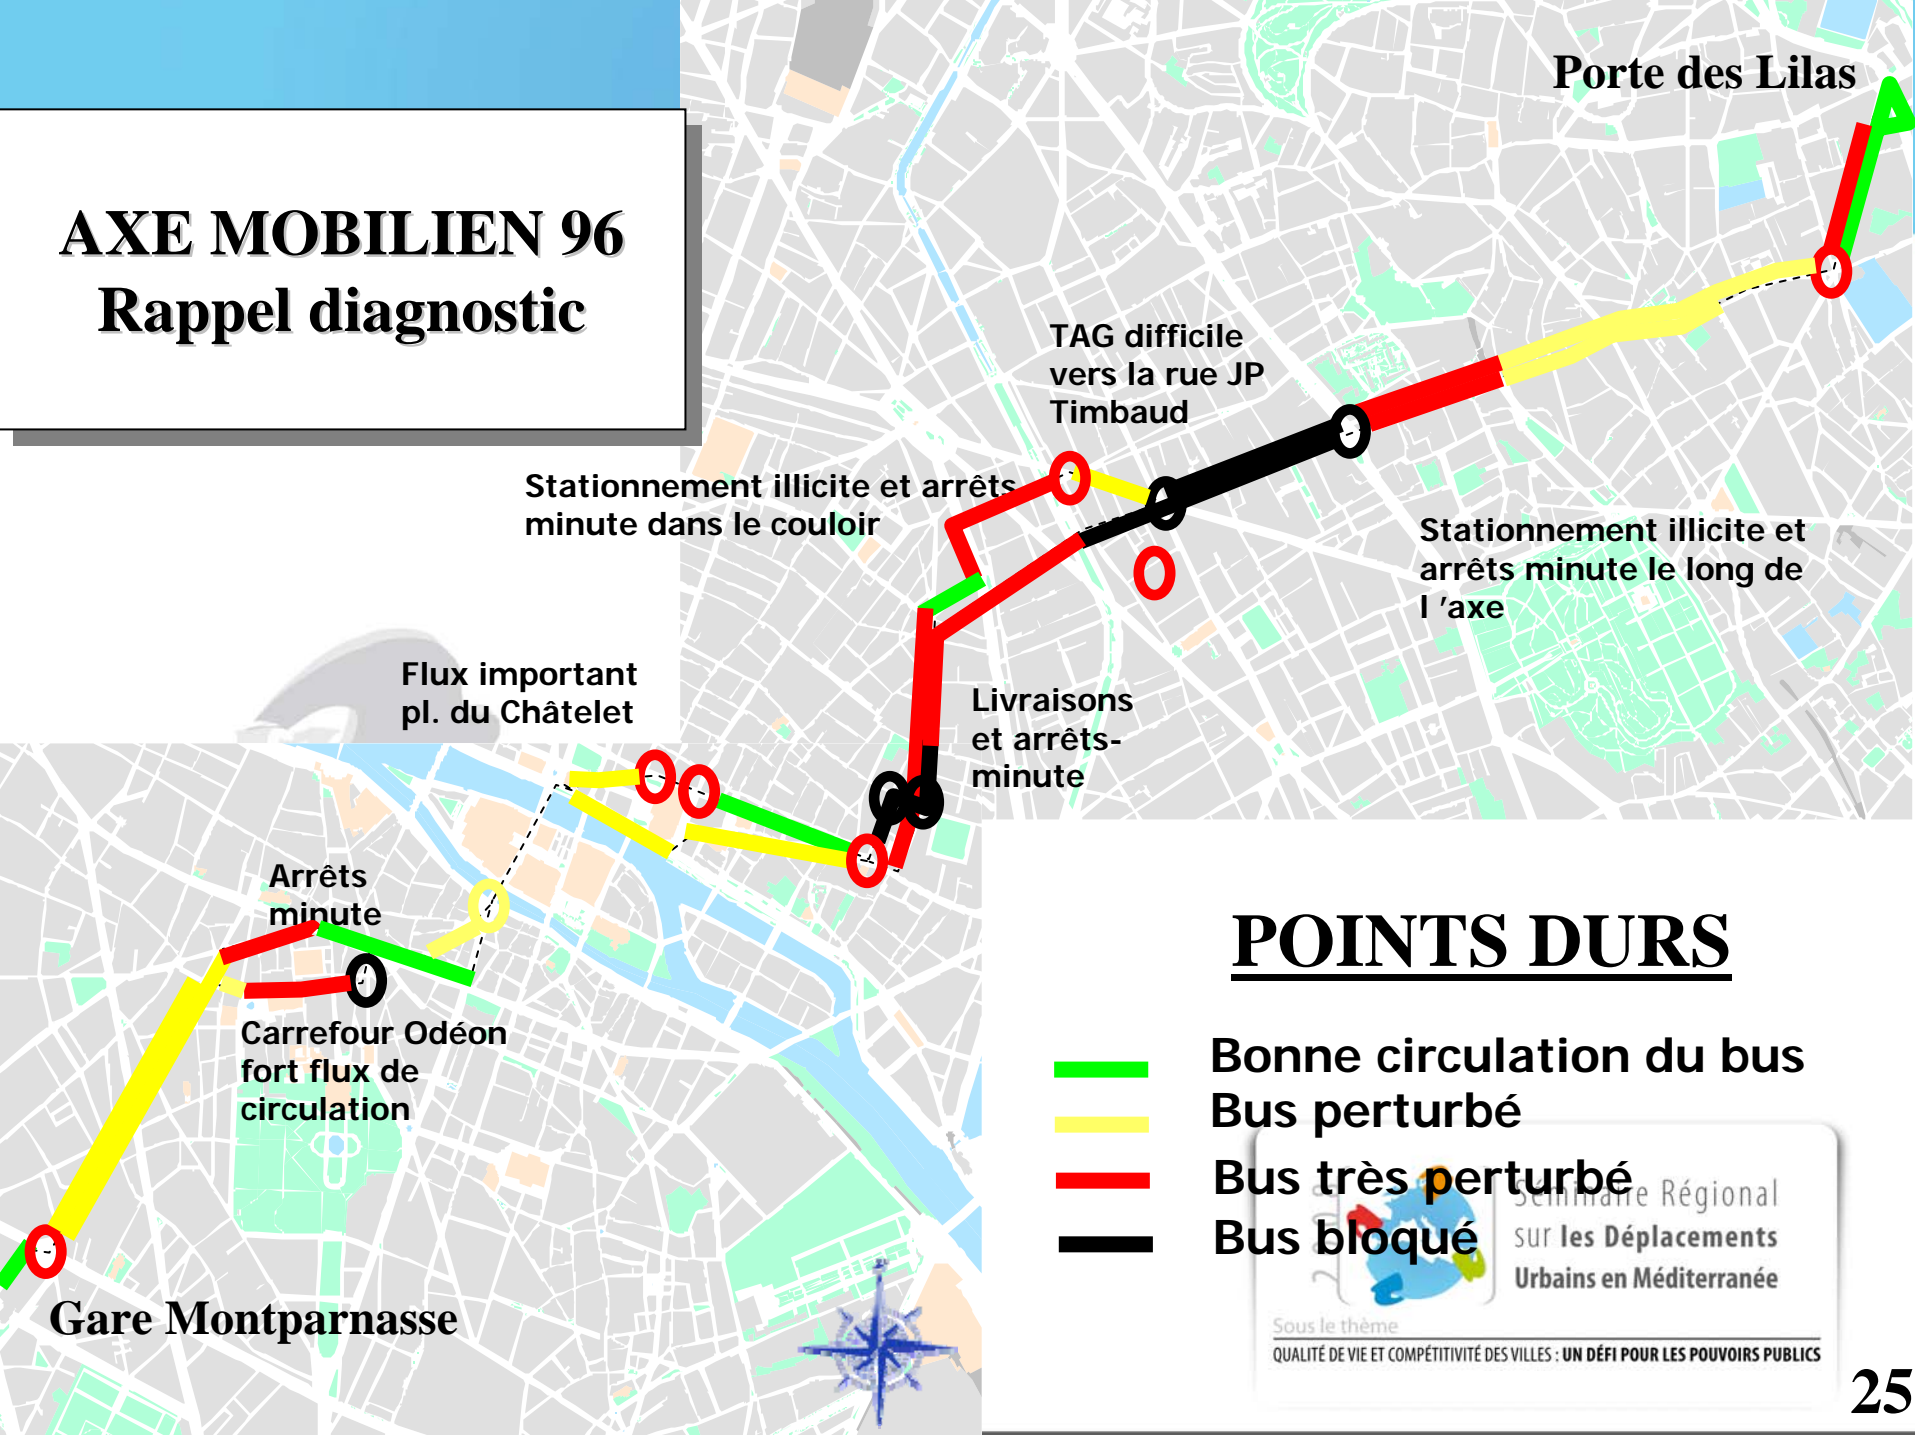 Porte des Lilas
AXE MOBILIEN 96
Rappel diagnostic
TAG difficile
vers la rue JP
Timbaud
Stationnement illicite et arrêts
minute dans le couloir
Stationnement illicite et
arrêts minute le long de
l ’axe
Flux important
pl. du Châtelet
Livraisons
et arrêts-
minute
Arrêts
minute
Carrefour Odéon
fort flux de
circulation
Gare Montparnasse
POINTS DURS
Bonne circulation du bus
Bus perturbé
Bus très perturbé
Bus bloqué
Séminaire Régional
sur les Déplacements
Urbains en Méditerranée
Sous le thème
QUALITÉ DE VIE ET COMPÉTITIVITÉ DES VILLES : UN DÉFI POUR LES POUVOIRS PUBLICS
25